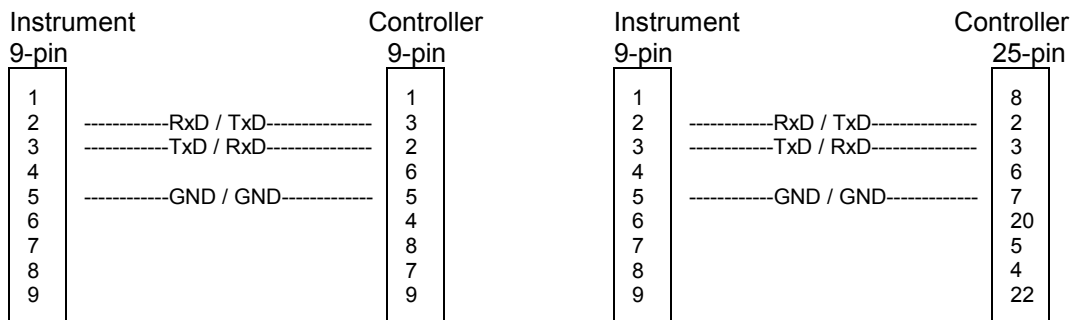 Instrument Controller Instrument Controller
9-pin 9-pin 9-pin 25-pin
1 1 1 8
2 ------------RxD / TxD--------------- 3 2 ------------RxD / TxD--------------- 2
3 ------------TxD / RxD--------------- 2 3 ------------TxD / RxD--------------- 3
4 6 4 6
5 ------------GND / GND------------- 5 5 ------------GND / GND------------- 7
6 4 6 20
7 8 7 5
8 7 8 4
9 9 9 22